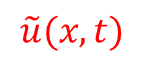 ũ(x, t)